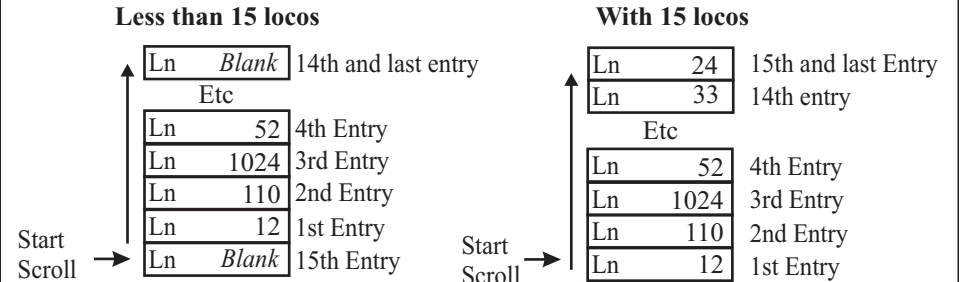 Less than 15 locos
Ln Blank 14th and last entry
Etc
Ln 52 4th Entry
Ln 1024 3rd Entry
Ln 110 2nd Entry
Ln 12 1st Entry
Start Scroll Ln Blank 15th Entry
With 15 locos
Ln 24 15th and last Entry
Ln 33 14th entry
Etc
Ln 52 4th Entry
Ln 1024 3rd Entry
Ln 110 2nd Entry
Start Scroll Ln 12 1st Entry